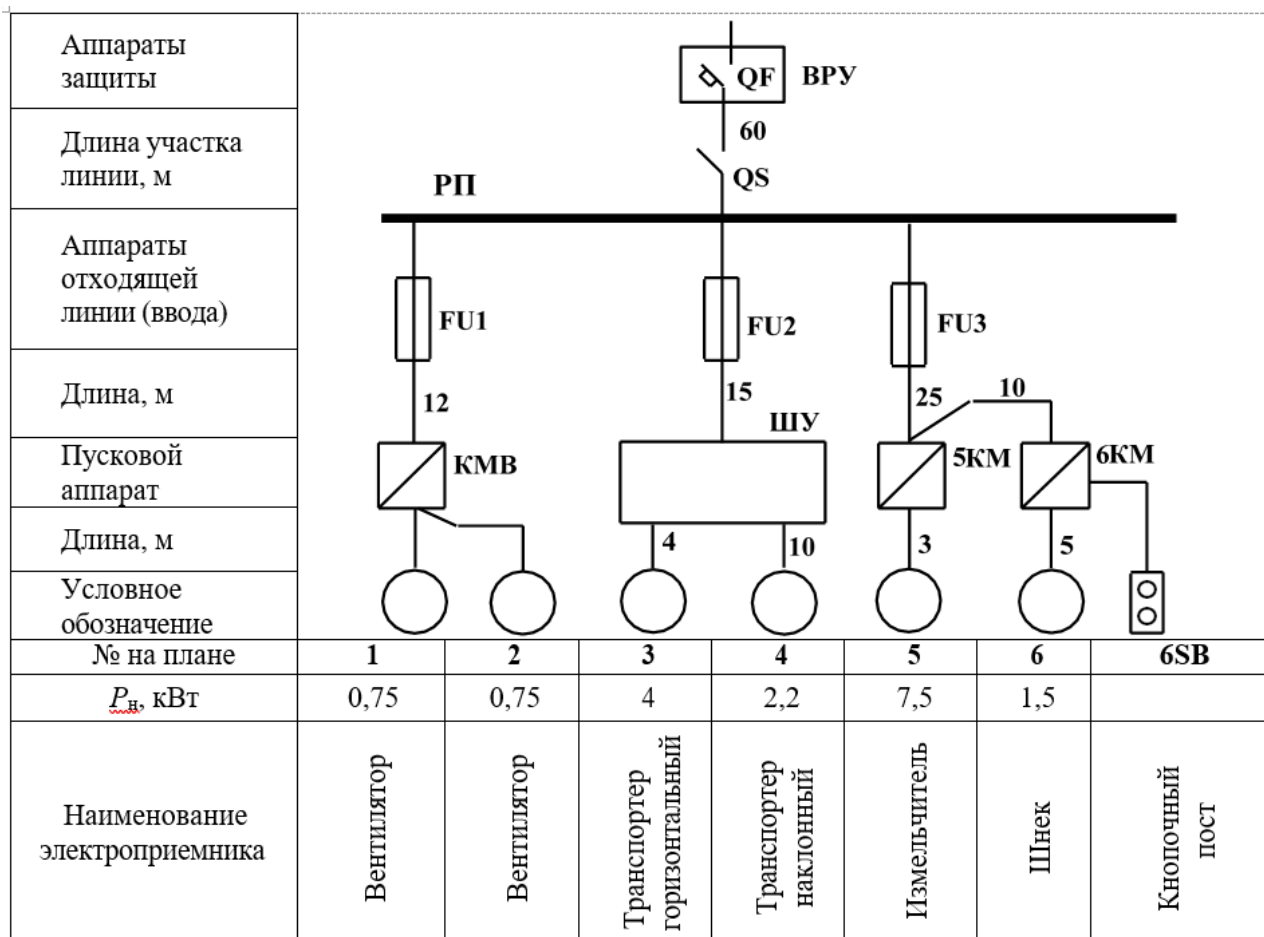 Аппараты
защиты
QF ВРУ
Длина участка
линии, м
60
QS
РП
Аппараты
отходящей
линии (ввода)
FU1
FU2
FU3
Длина, м
12
15
25
10
ШУ
Пусковой
аппарат
КМВ
5КМ
6КМ
Длина, м
4
10
3
5
Условное
обозначение
№ на плане 1 2 3 4 5 6 6SB
Pн, кВт 0,75 0,75 4 2,2 7,5 1,5
Наименование
электроприемника
Вентилятор
Вентилятор
Транспортер
горизонтальный
Транспортер
наклонный
Измельчитель
Шнек
Кнопочный
пост